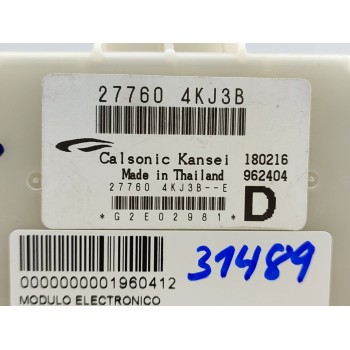 27760 4KJ3B
Calsonic Kansei 180216
Made in Thailand 962404
27760 4KJ3B--E
*G2E02981*
D
31489
0000000001960412
MODULO ELECTRONICO